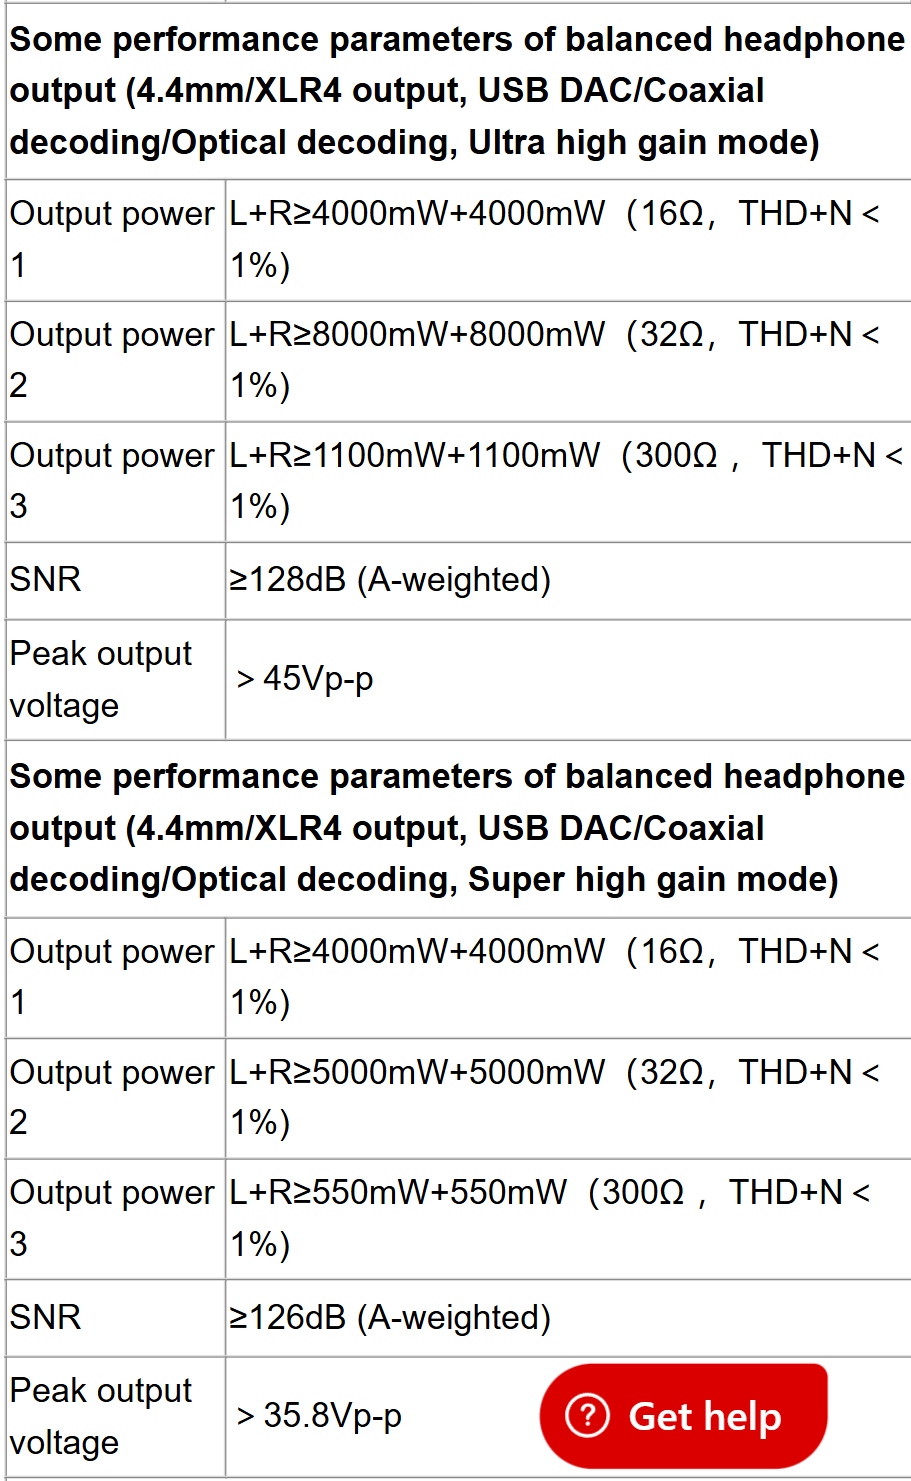 Some performance parameters of balanced headphone
output (4.4mm/XLR4 output, USB DAC/Coaxial
decoding/Optical decoding, Ultra high gain mode)
Output power
1
L+R≥4000mW+4000mW（16Ω，THD+N＜
1%）
Output power
2
L+R≥8000mW+8000mW（32Ω，THD+N＜
1%）
Output power
3
L+R≥1100mW+1100mW（300Ω ，THD+N＜
1%）
SNR
≥128dB (A-weighted)
Peak output
voltage
＞45Vp-p
Some performance parameters of balanced headphone
output (4.4mm/XLR4 output, USB DAC/Coaxial
decoding/Optical decoding, Super high gain mode)
Output power
1
L+R≥4000mW+4000mW（16Ω，THD+N＜
1%）
Output power
2
L+R≥5000mW+5000mW（32Ω，THD+N＜
1%）
Output power
3
L+R≥550mW+550mW（300Ω ，THD+N＜
1%）
SNR
≥126dB (A-weighted)
Peak output
voltage
＞35.8Vp-p
? Get help